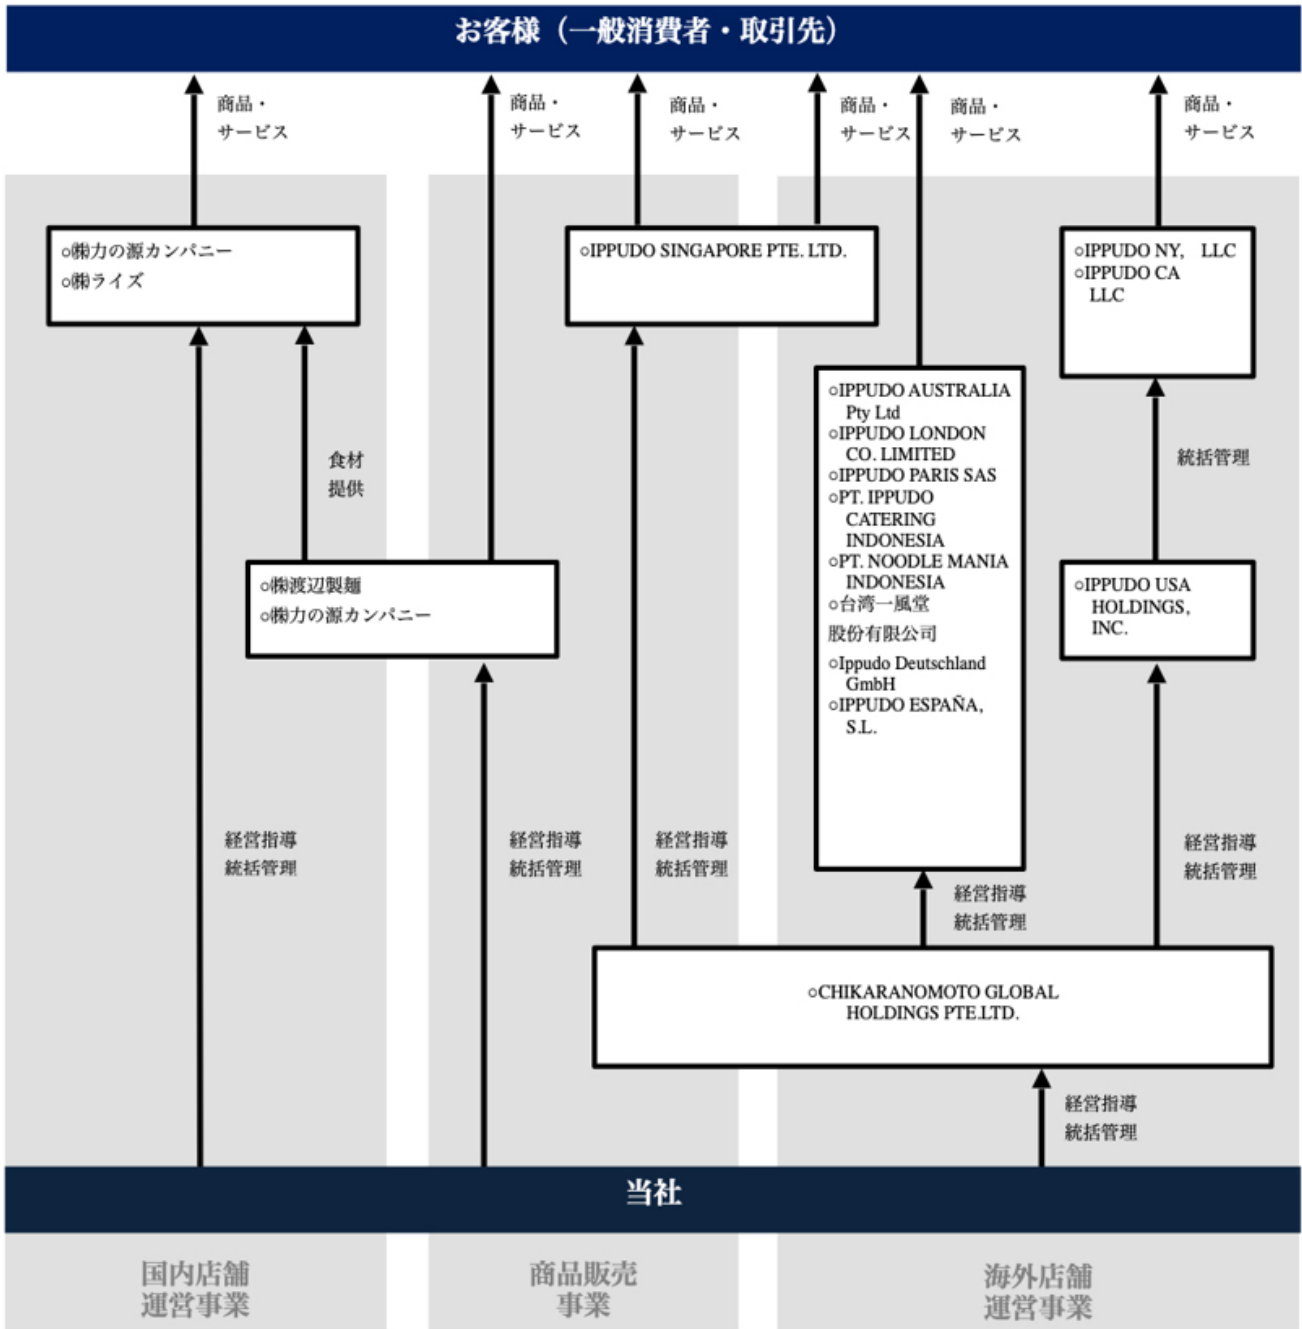 お客様（一般消費者・取引先）
商品・
サービス
商品・
サービス
商品・
サービス
商品・
サービス
商品・
サービス
商品・
サービス
○㈱力の源カンパニー
○㈱ライズ
○IPPUDO SINGAPORE PTE. LTD.
○IPPUDO NY, LLC
○IPPUDO CA
LLC
食材
提供
○IPPUDO AUSTRALIA
Pty Ltd
○IPPUDO LONDON
CO. LIMITED
○IPPUDO PARIS SAS
○PT. IPPUDO
CATERING
INDONESIA
○PT. NOODLE MANIA
INDONESIA
○台湾一風堂
股份有限公司
○Ippudo Deutschland
GmbH
○IPPUDO ESPAÑA,
S.L.
統括管理
○㈱渡辺製麺
○㈱力の源カンパニー
○IPPUDO USA
HOLDINGS,
INC.
経営指導
統括管理
経営指導
統括管理
経営指導
統括管理
経営指導
統括管理
経営指導
統括管理
○CHIKARANOMOTO GLOBAL
HOLDINGS PTE.LTD.
経営指導
統括管理
当社
国内店舗
運営事業
商品販売
事業
海外店舗
運営事業